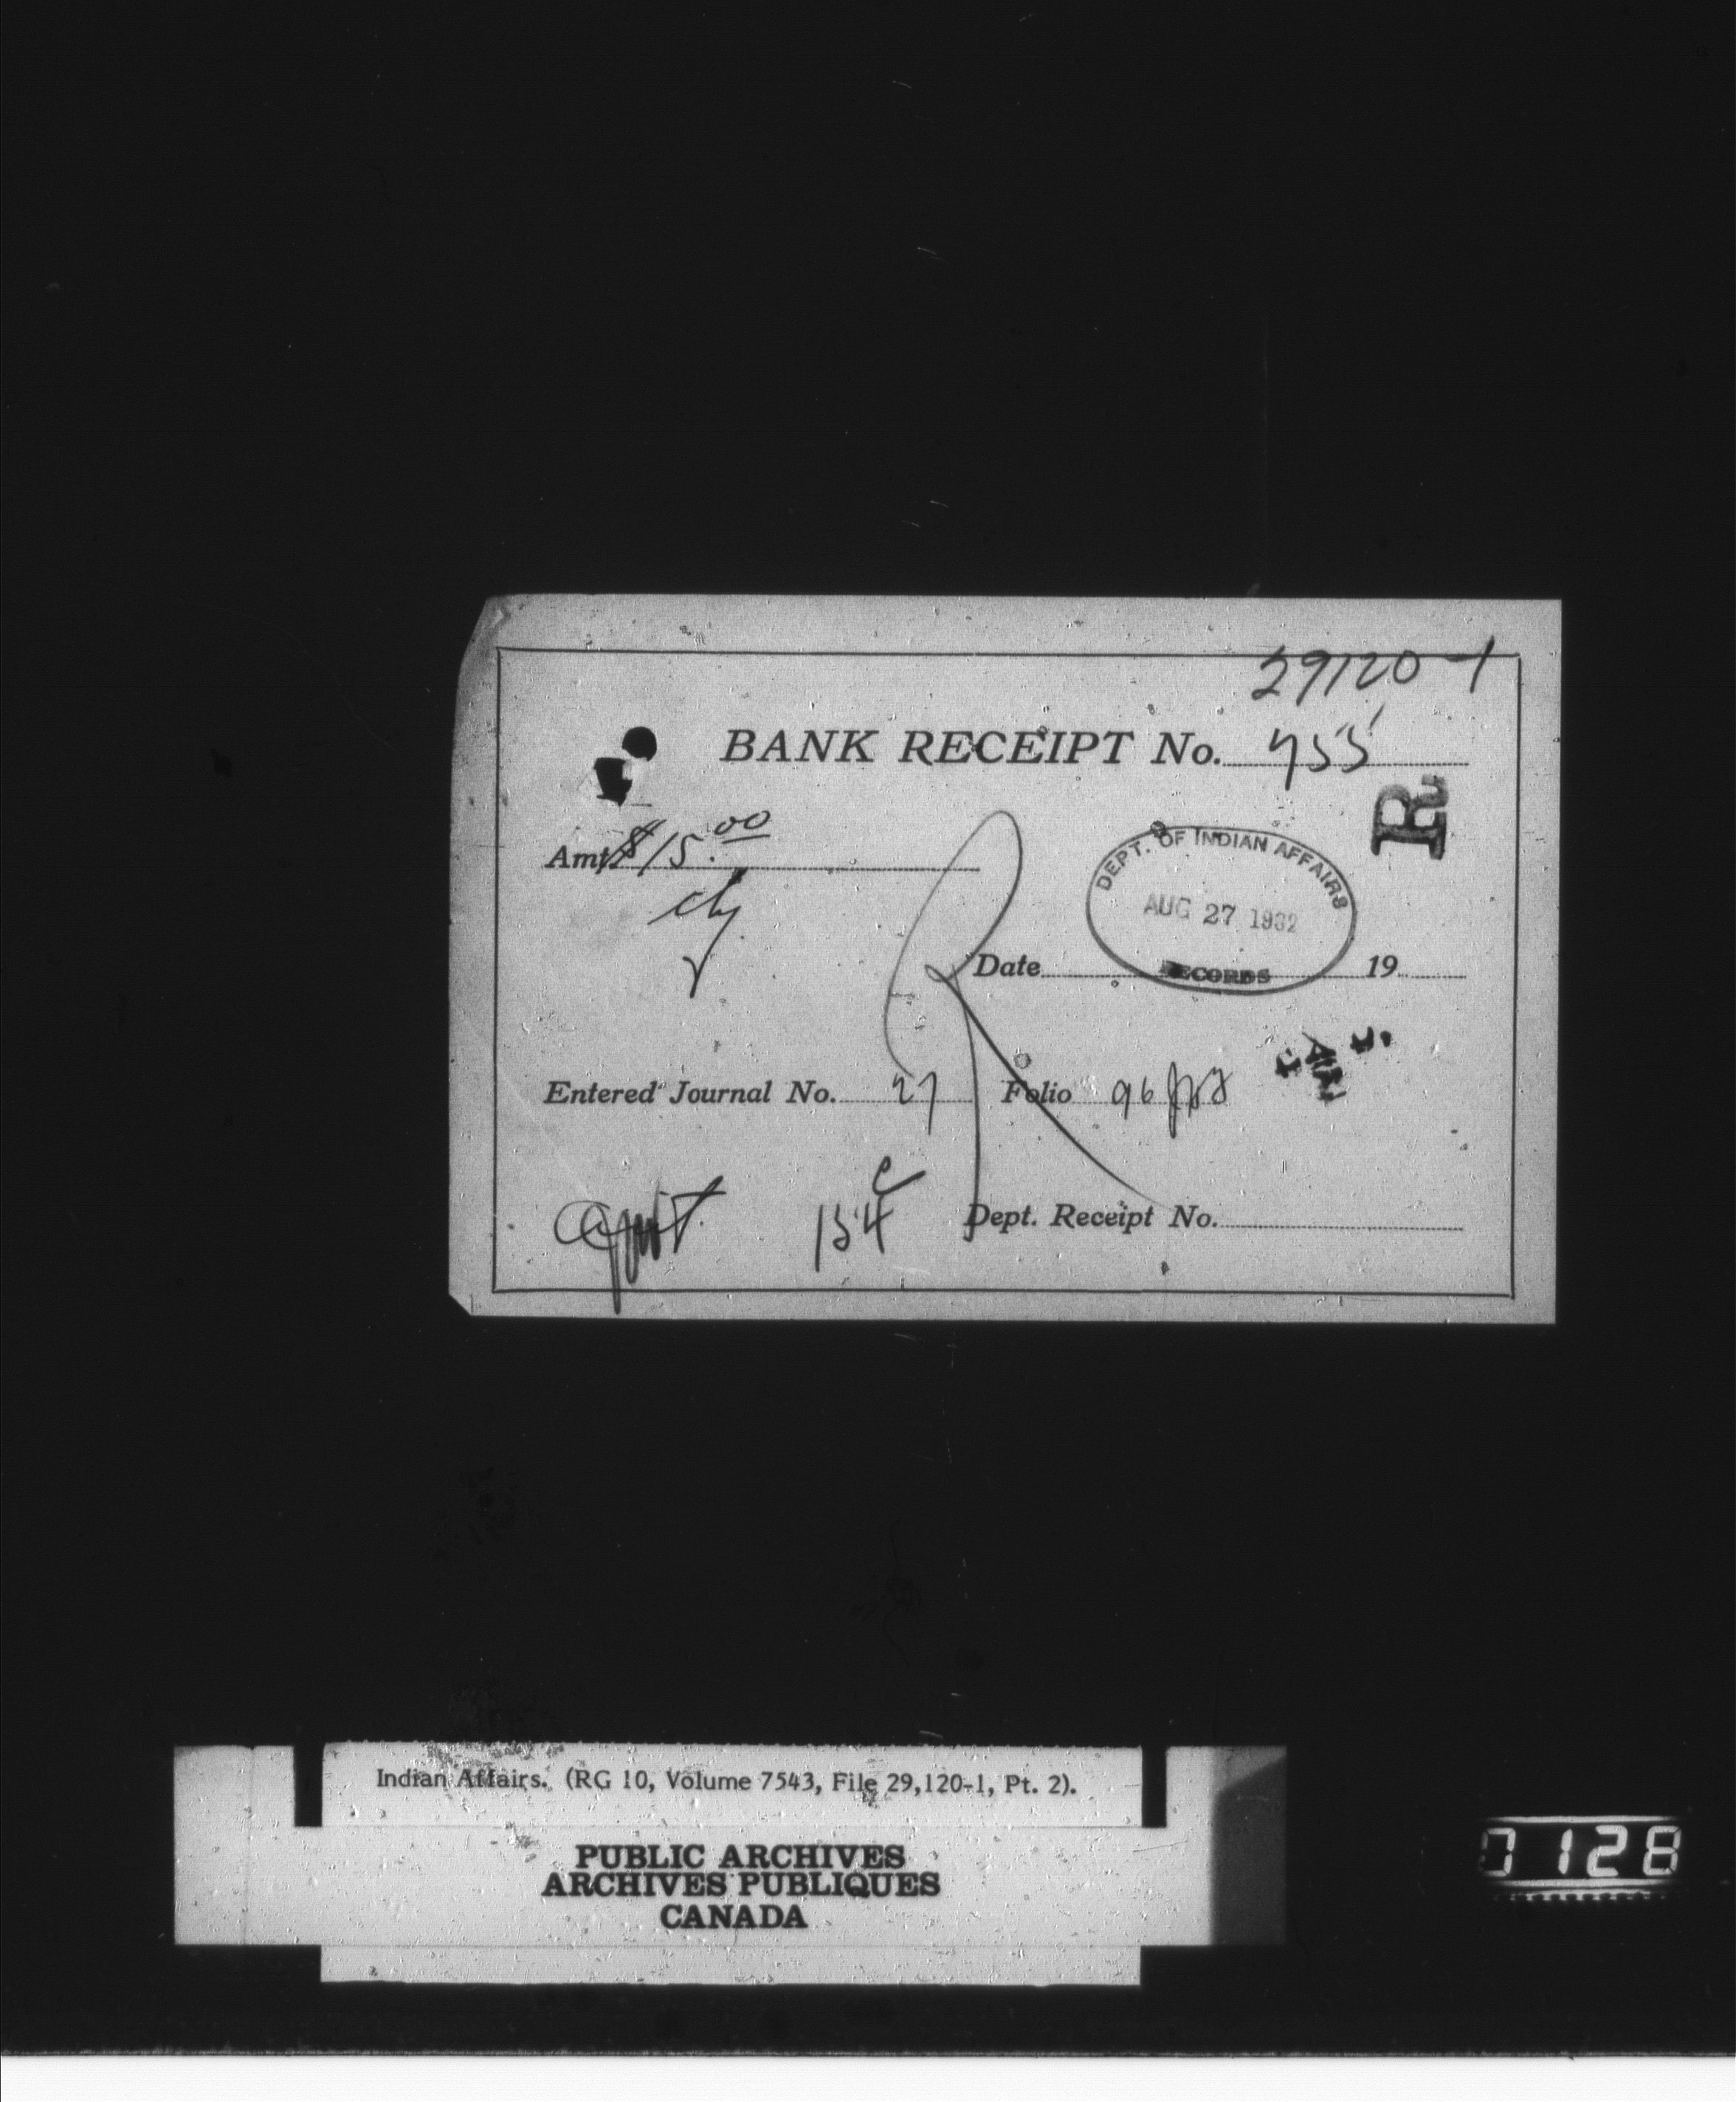 29120-1
BANK RECEIPT No. 755
R.
Amt. $15.00
DEPT. OF INDIAN AFFAIRS
AUG 27 1932
RECORDS
Date 19
Entered Journal No. 27 Folio 96
154
Dept. Receipt No.
Indian Affairs. (RG 10, Volume 7543, File 29,120-1, Pt. 2).
PUBLIC ARCHIVES
ARCHIVES PUBLIQUES
CANADA
0128